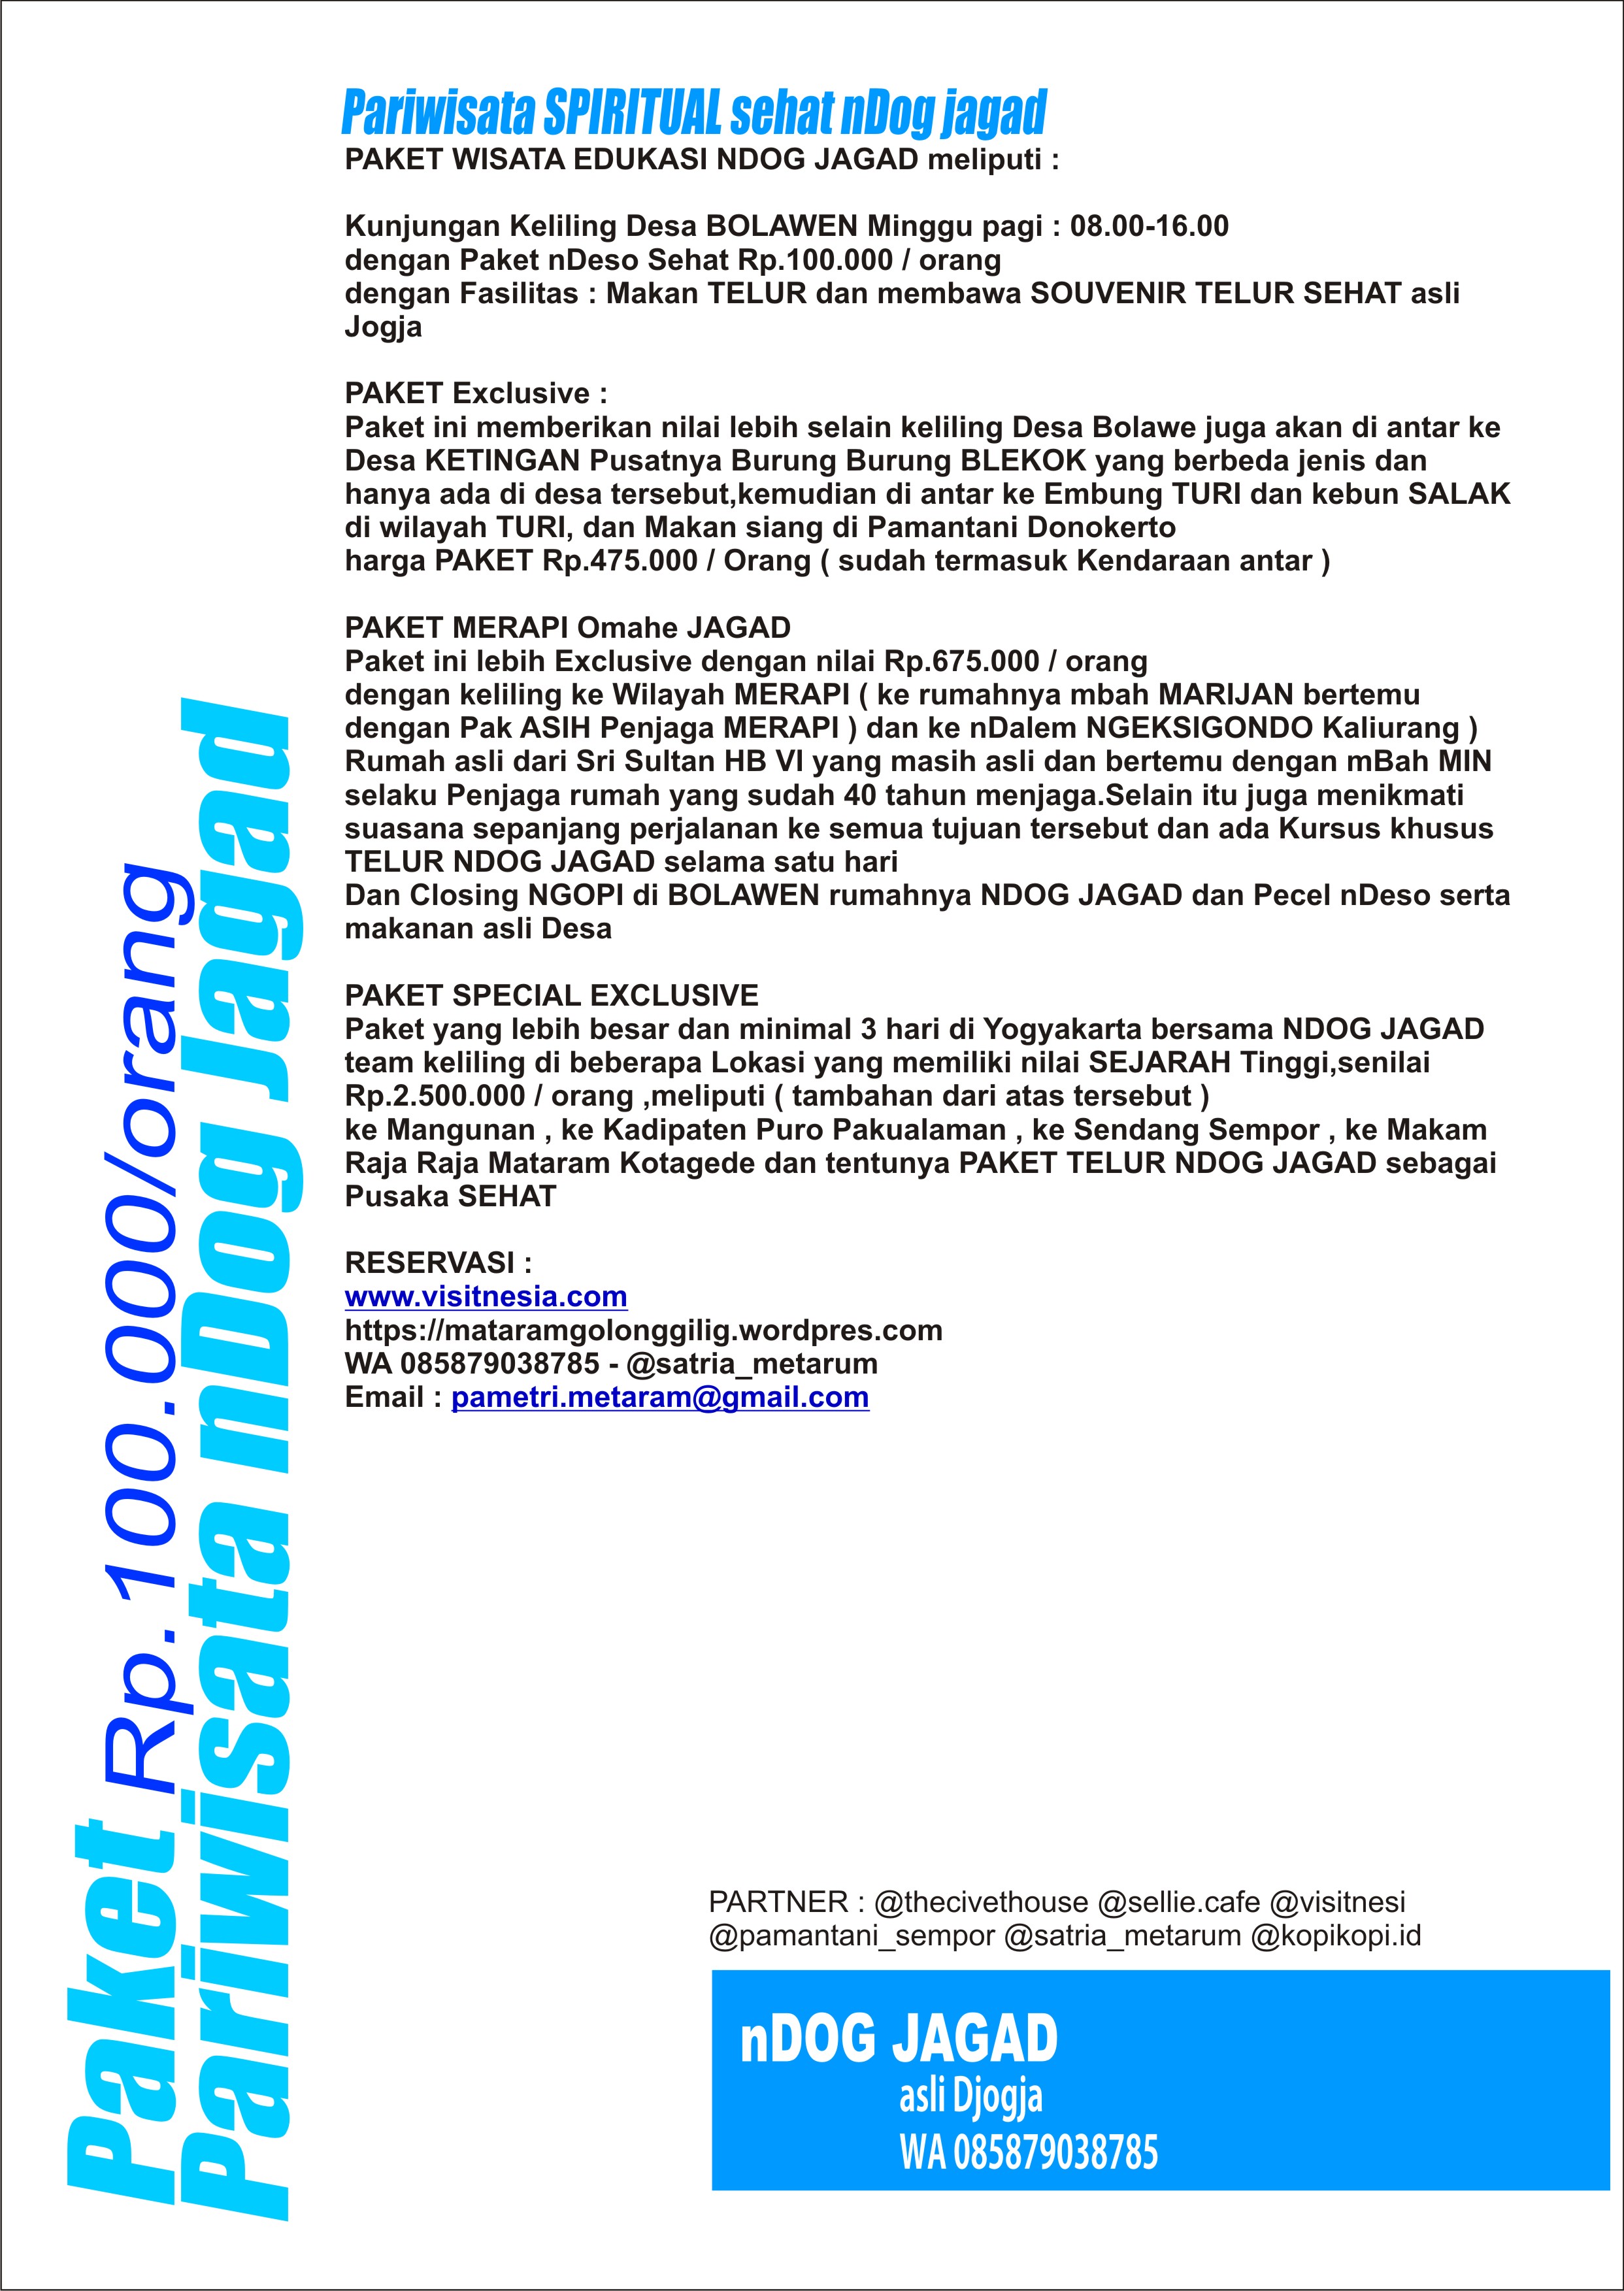 Pariwisata SPIRITUAL sehat nDog jagad
PAKET WISATA EDUKASI NDOG JAGAD meliputi :
Kunjungan Keliling Desa BOLAWEN Minggu pagi : 08.00-16.00
dengan Paket nDeso Sehat Rp.100.000 / orang
dengan Fasilitas : Makan TELUR dan membawa SOUVENIR TELUR SEHAT asli
Jogja
PAKET Exclusive :
Paket ini memberikan nilai lebih selain keliling Desa Bolawe juga akan di antar ke
Desa KETINGAN Pusatnya Burung Burung BLEKOK yang berbeda jenis dan
hanya ada di desa tersebut,kemudian di antar ke Embung TURI dan kebun SALAK
di wilayah TURI, dan Makan siang di Pamantani Donokerto
harga PAKET Rp.475.000 / Orang ( sudah termasuk Kendaraan antar )
PAKET MERAPI Omahe JAGAD
Paket ini lebih Exclusive dengan nilai Rp.675.000 / orang
dengan keliling ke Wilayah MERAPI ( ke rumahnya mbah MARIJAN bertemu
dengan Pak ASIH Penjaga MERAPI ) dan ke nDalem NGEKSIGONDO Kaliurang )
Rumah asli dari Sri Sultan HB VI yang masih asli dan bertemu dengan mBah MIN
selaku Penjaga rumah yang sudah 40 tahun menjaga.Selain itu juga menikmati
suasana sepanjang perjalanan ke semua tujuan tersebut dan ada Kursus khusus
TELUR NDOG JAGAD selama satu hari
Dan Closing NGOPI di BOLAWEN rumahnya NDOG JAGAD dan Pecel nDeso serta
makanan asli Desa
PAKET SPECIAL EXCLUSIVE
Paket yang lebih besar dan minimal 3 hari di Yogyakarta bersama NDOG JAGAD
team keliling di beberapa Lokasi yang memiliki nilai SEJARAH Tinggi,senilai
Rp.2.500.000 / orang ,meliputi ( tambahan dari atas tersebut )
ke Mangunan , ke Kadipaten Puro Pakualaman , ke Sendang Sempor , ke Makam
Raja Raja Mataram Kotagede dan tentunya PAKET TELUR NDOG JAGAD sebagai
Pusaka SEHAT
RESERVASI :
www.visitnesia.com
https://mataramgolonggilig.wordpres.com
WA 085879038785 - @satria_metarum
Email : pametri.metaram@gmail.com
Paket Rp.100.000/orang
Pariwisata nDog Jagad
PARTNER : @thecivethouse @sellie.cafe @visitnesi
@pamantani_sempor @satria_metarum @kopikopi.id
nDOG JAGAD
asli Djogja
WA 085879038785